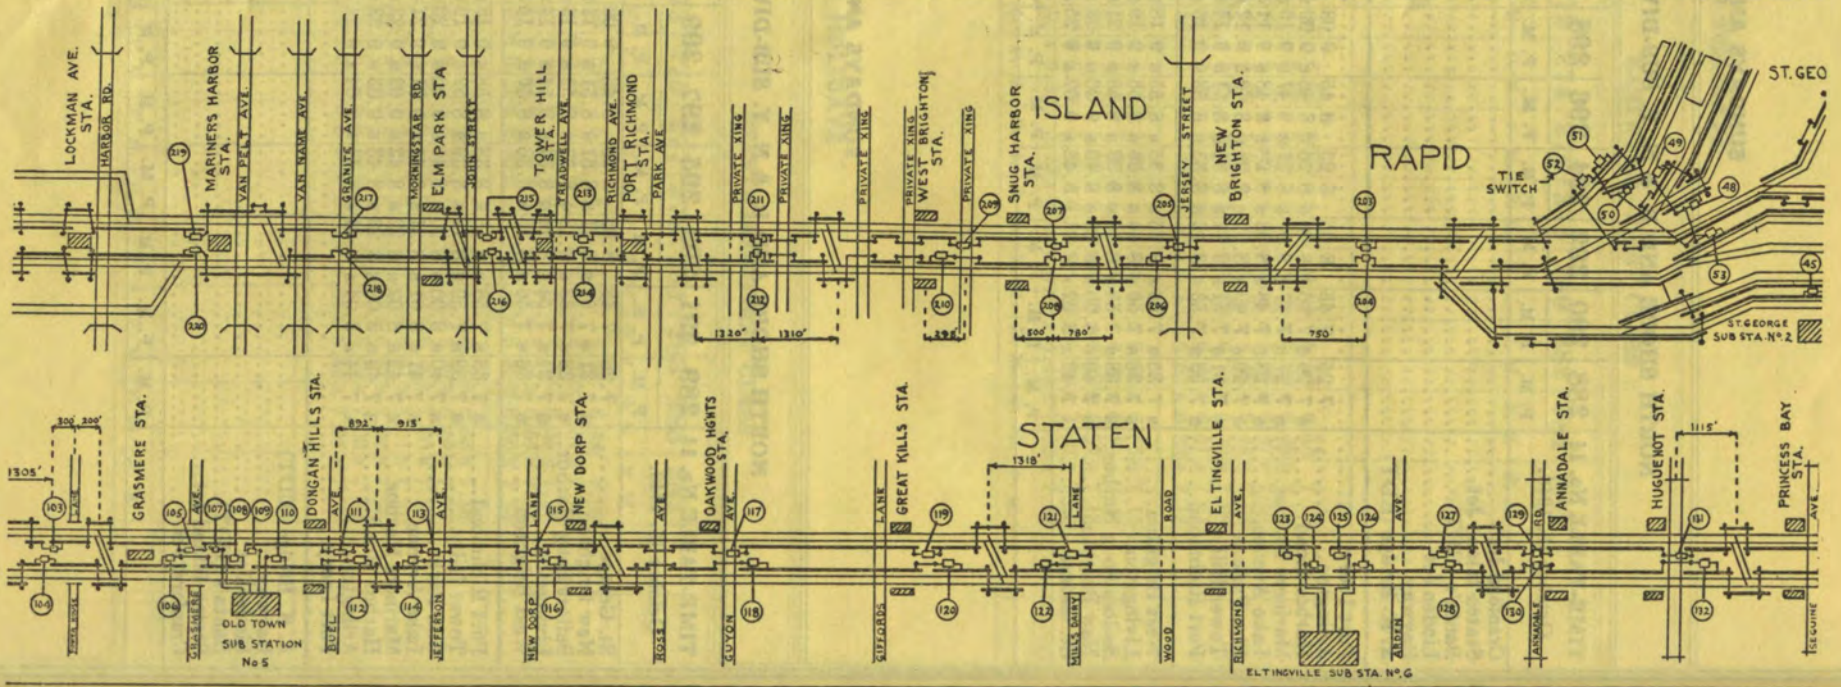 LOCKMAN AVE.
STA.
HARBOR RD.
219
220
MARINERS HARBOR
STA.
VAN PELT AVE.
VAN NAME AVE.
GRANITE AVE.
217
218
MORNINGSTAR RD.
ELM PARK STA
JOHN STREET
215
216
TOWER HILL
STA.
TREADWELL AVE
213
214
RICHMOND AVE.
PORT RICHMOND
STA.
PARK AVE
1320'
1310'
PRIVATE XING
211
212
PRIVATE XING
PRIVATE XING
PRIVATE XING
WEST BRIGHTON
STA.
210
295'
PRIVATE XING
209
SNUG HARBOR
STA.
ISLAND
207
208
500'
780'
205
206
JERSEY STREET
NEW
BRIGHTON STA.
750'
203
204
RAPID
TIE
SWITCH
52
51
50
49
48
53
45
ST. GEO
ST. GEORGE
SUB STA. Nº. 2
1305'
300'
200'
103
104
LANE
GRASMERE STA.
105
106
AVE.
GRASMERE
107
108
109
110
OLD TOWN
SUB STATION
No 5
DONGAN HILLS STA.
BUEL
AVE
892'
915'
111
112
113
114
JEFFERSON
AVE.
NEW DORP
LANE
115
116
NEW DORP STA.
ROSS
AVE.
OAKWOOD HGHTS
STA.
GUYON
AVE.
117
118
GIFFORDS
LANE
GREAT KILLS STA.
119
120
1318'
STATEN
121
122
MILLS DAIRY
LANE
WOOD
ROAD
ELTINGVILLE STA.
RICHMOND
AVE.
123
124
125
126
ELTINGVILLE SUB STA. Nº. 6
ARDEN
AVE.
127
128
129
130
ANNADALE
RD.
ANNADALE STA.
HUGUENOT STA.
1115'
131
132
PRINCESS BAY
STA.
SEGUINE
AVE.